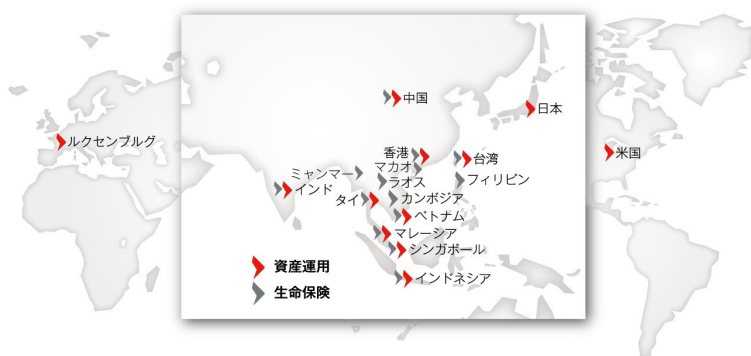 中国
日本
ルクセンブルグ
香港
台湾
米国
マカオ
ミャンマー
ラオス
フィリピン
インド
タイ
カンボジア
ベトナム
マレーシア
シンガポール
資産運用
インドネシア
生命保険